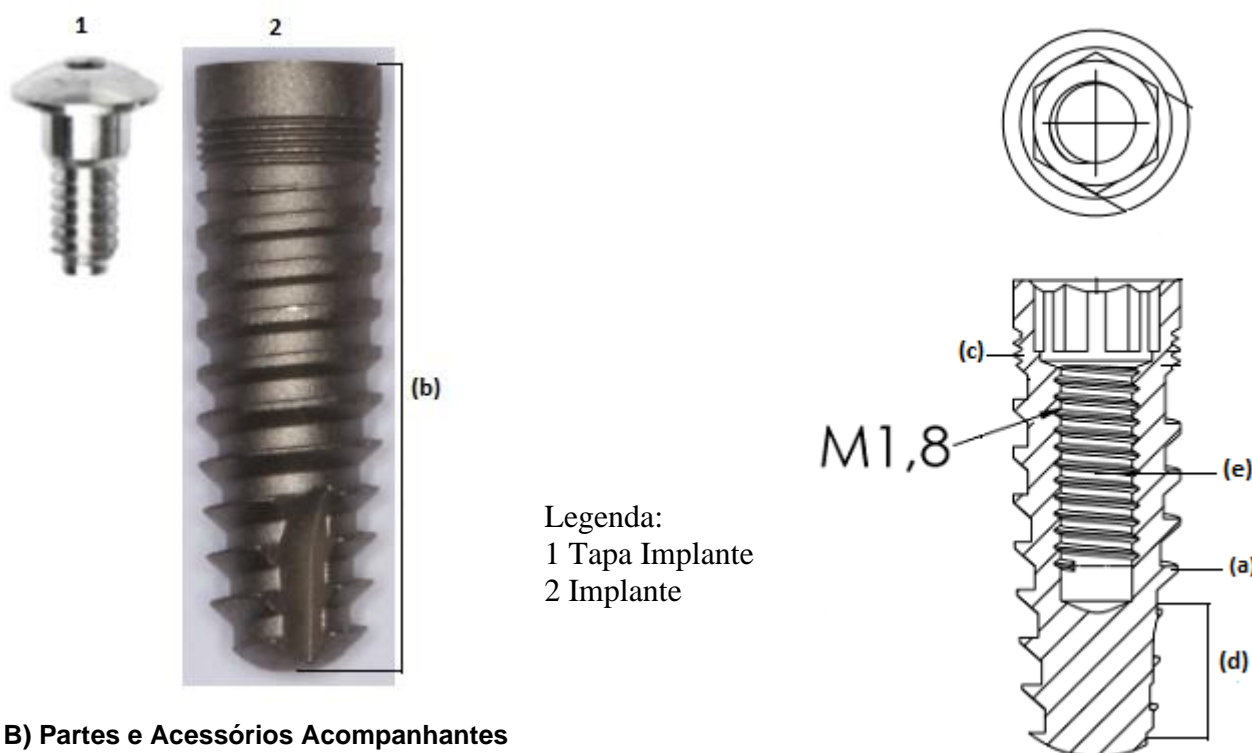 1
2
(b)
(c)
M1,8
(e)
(a)
(d)
Legenda:
1 Tapa Implante
2 Implante
B) Partes e Acessórios Acompanhantes